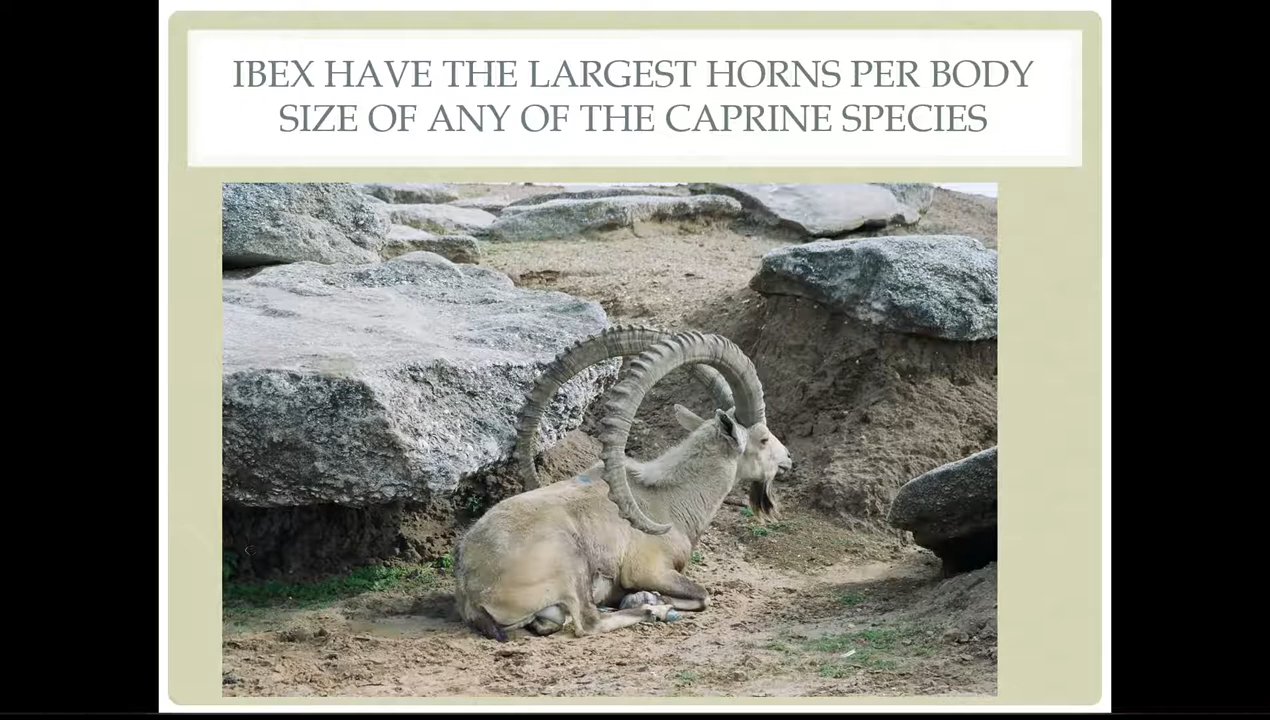 IBEX HAVE THE LARGEST HORNS PER BODY
SIZE OF ANY OF THE CAPRINE SPECIES